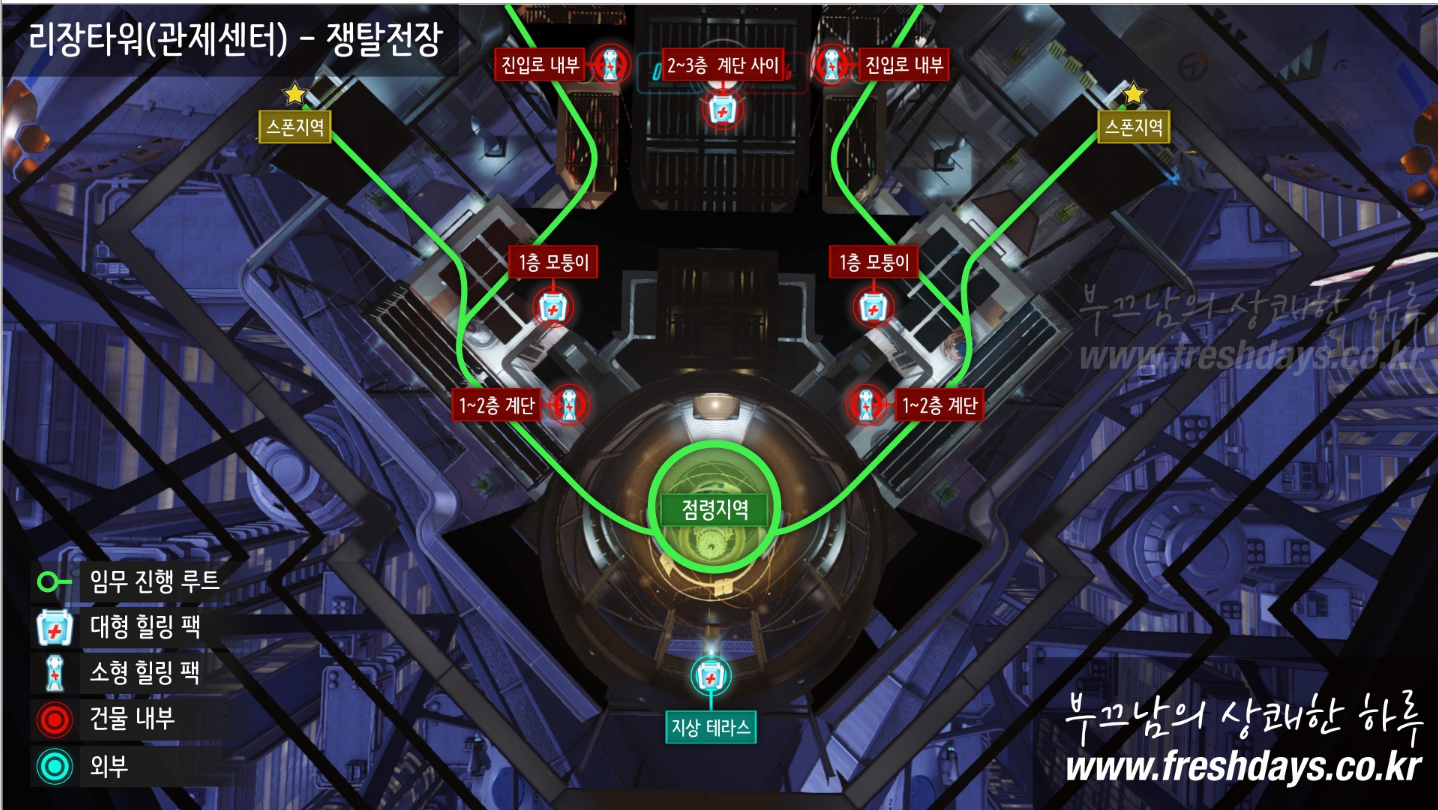 리장타워(관제센터) - 쟁탈전장
진입로 내부
2~3층 계단 사이
진입로 내부
스폰지역
스폰지역
1층 모퉁이
1층 모퉁이
부끄남의 상쾌한 하루
www.freshdays.co.kr
1~2층 계단
1~2층 계단
점령지역
임무 진행 루트
대형 힐링 팩
소형 힐링 팩
건물 내부
외부
지상 테라스
부끄남의 상쾌한 하루
www.freshdays.co.kr